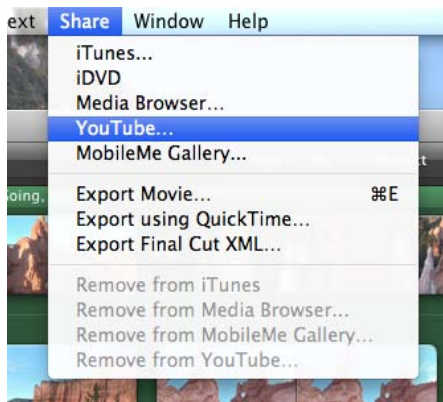 ext Share Window Help
iTunes...
iDVD
Media Browser...
YouTube...
MobileMe Gallery...
Export Movie... ⌘E
Export using QuickTime...
Export Final Cut XML...
Remove from iTunes
Remove from Media Browser...
Remove from MobileMe Gallery...
Remove from YouTube...